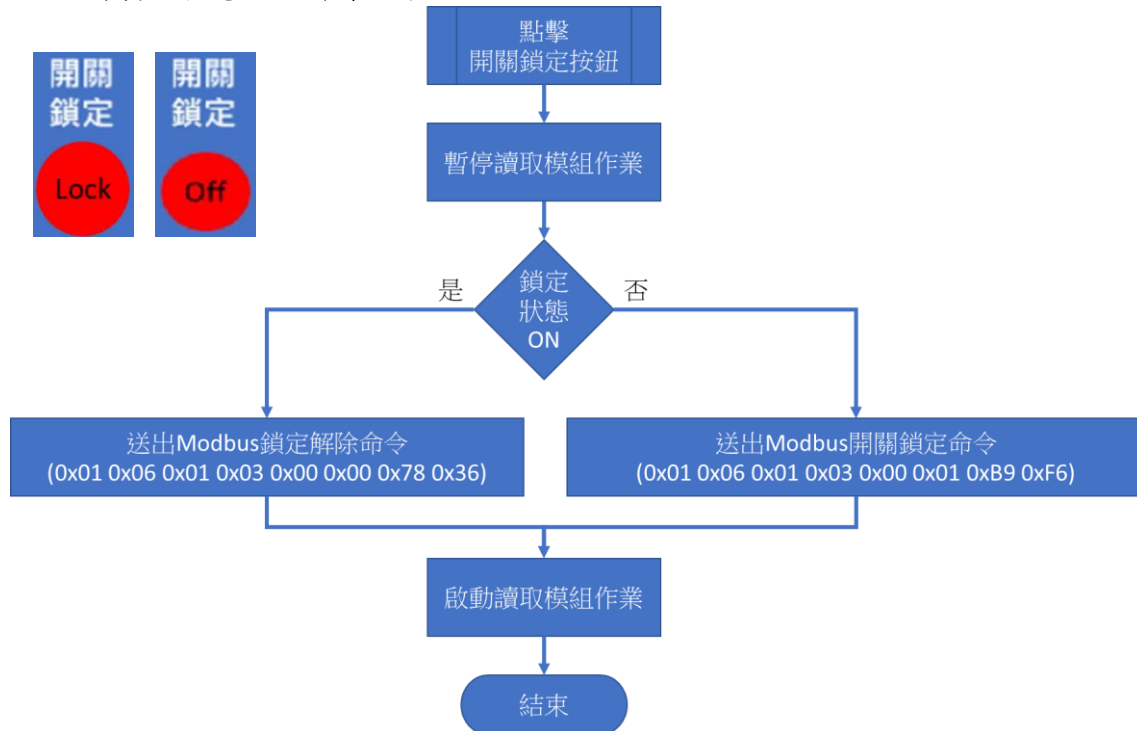 點擊
開關鎖定按鈕
開關
鎖定
Lock
開關
鎖定
Off
暫停讀取模組作業
鎖定
狀態
ON
是
否
送出Modbus鎖定解除命令
(0x01 0x06 0x01 0x03 0x00 0x00 0x78 0x36)
送出Modbus開關鎖定命令
(0x01 0x06 0x01 0x03 0x00 0x01 0xB9 0xF6)
啟動讀取模組作業
結束